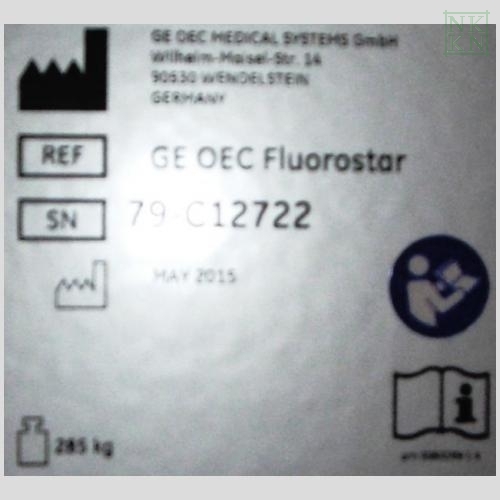 GE OEC MEDICAL SYSTEMS GmbH
Wilhelm-Maisel-Str. 14
90530 WENDELSTEIN
GERMANY
REF GE OEC Fluorostar
SN 79-C12722
MAY 2015
285 kg